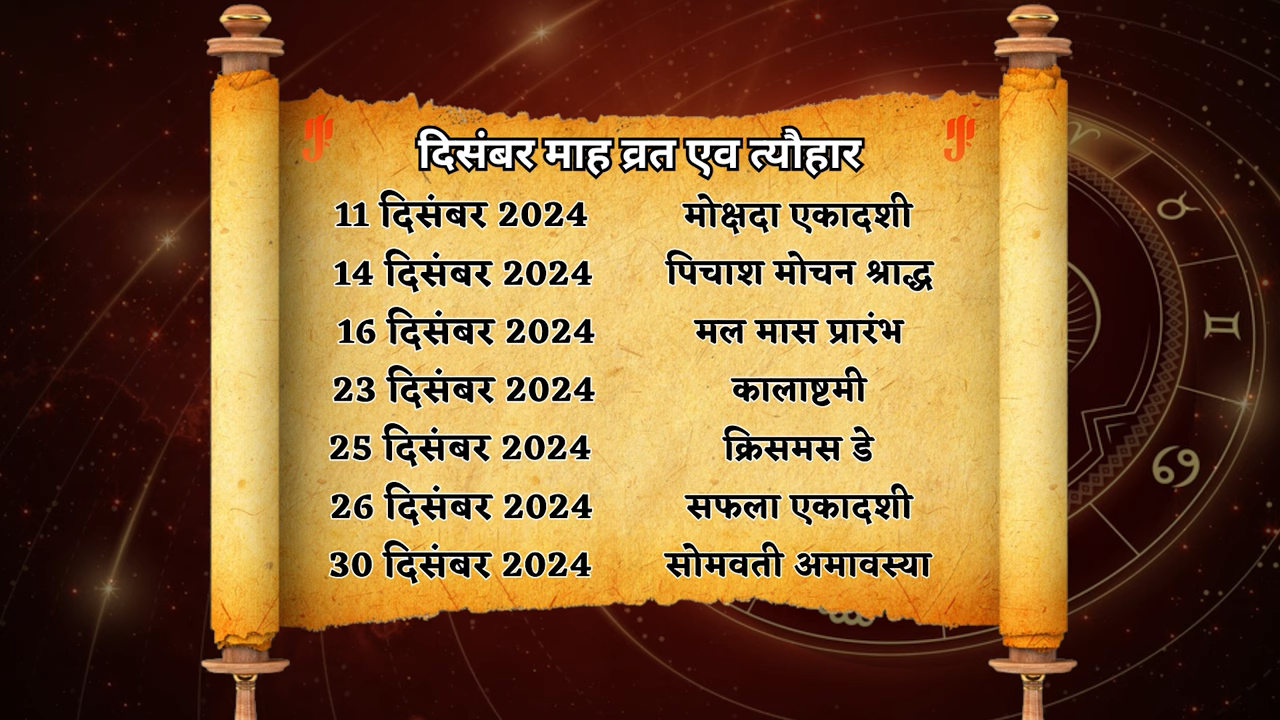 दिसंबर माह व्रत एव त्यौहार
11 दिसंबर 2024 मोक्षदा एकादशी
14 दिसंबर 2024 पिचाश मोचन श्राद्ध
16 दिसंबर 2024 मल मास प्रारंभ
23 दिसंबर 2024 कालाष्टमी
25 दिसंबर 2024 क्रिसमस डे
26 दिसंबर 2024 सफला एकादशी
30 दिसंबर 2024 सोमवती अमावस्या